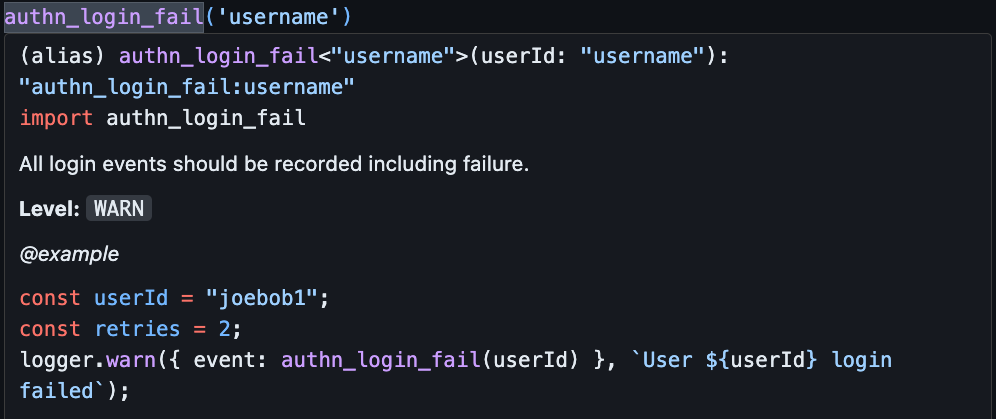 authn_login_fail('username')
(alias) authn_login_fail<"username">(userId: "username"):
"authn_login_fail:username"
import authn_login_fail
All login events should be recorded including failure.
Level: WARN
@example
const userId = "joebob1";
const retries = 2;
logger.warn({ event: authn_login_fail(userId) }, `User ${userId} login
failed`);